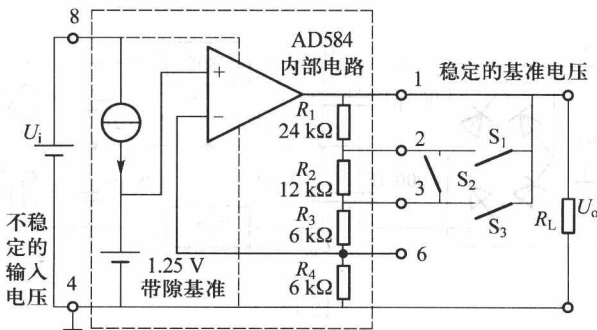 8
AD584
内部电路
1
稳定的基准电压
+
−
R1
24 kΩ
2
S1
R2
12 kΩ
S2
3
Ui
R3
6 kΩ
S3
RL
Uo
不稳定的输入电压
6
1.25 V
带隙基准
R4
6 kΩ
4